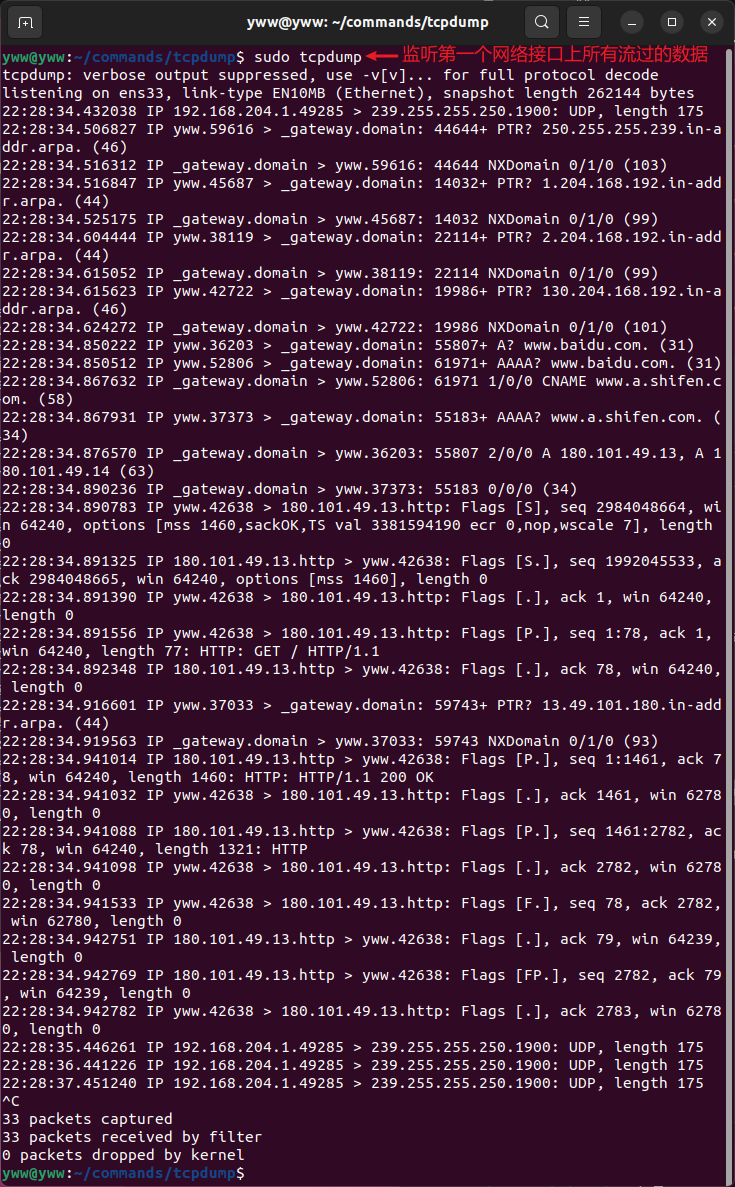 yww@yww: ~/commands/tcpdump
yww@yww:~/commands/tcpdump$ sudo tcpdump 监听第一个网络接口上所有流过的数据
tcpdump: verbose output suppressed, use -v[v]... for full protocol decode
listening on ens33, link-type EN10MB (Ethernet), snapshot length 262144 bytes
22:28:34.432038 IP 192.168.204.1.49285 > 239.255.255.250.1900: UDP, length 175
22:28:34.506827 IP yww.59616 > _gateway.domain: 44644+ PTR? 250.255.255.239.in-a
ddr.arpa. (46)
22:28:34.516312 IP _gateway.domain > yww.59616: 44644 NXDomain 0/1/0 (103)
22:28:34.516847 IP yww.45687 > _gateway.domain: 14032+ PTR? 1.204.168.192.in-add
r.arpa. (44)
22:28:34.525175 IP _gateway.domain > yww.45687: 14032 NXDomain 0/1/0 (99)
22:28:34.604444 IP yww.38119 > _gateway.domain: 22114+ PTR? 2.204.168.192.in-add
r.arpa. (44)
22:28:34.615052 IP _gateway.domain > yww.38119: 22114 NXDomain 0/1/0 (99)
22:28:34.615623 IP yww.42722 > _gateway.domain: 19986+ PTR? 130.204.168.192.in-a
ddr.arpa. (46)
22:28:34.624272 IP _gateway.domain > yww.42722: 19986 NXDomain 0/1/0 (101)
22:28:34.850222 IP yww.36203 > _gateway.domain: 55807+ A? www.baidu.com. (31)
22:28:34.850512 IP yww.52806 > _gateway.domain: 61971+ AAAA? www.baidu.com. (31)
22:28:34.867632 IP _gateway.domain > yww.52806: 61971 1/0/0 CNAME www.a.shifen.c
om. (58)
22:28:34.867931 IP yww.37373 > _gateway.domain: 55183+ AAAA? www.a.shifen.com. (
34)
22:28:34.876570 IP _gateway.domain > yww.36203: 55807 2/0/0 A 180.101.49.13, A 1
80.101.49.14 (63)
22:28:34.890236 IP _gateway.domain > yww.37373: 55183 0/0/0 (34)
22:28:34.890783 IP yww.42638 > 180.101.49.13.http: Flags [S], seq 2984048664, wi
n 64240, options [mss 1460,sackOK,TS val 3381594190 ecr 0,nop,wscale 7], length
0
22:28:34.891325 IP 180.101.49.13.http > yww.42638: Flags [S.], seq 1992045533, a
ck 2984048665, win 64240, options [mss 1460], length 0
22:28:34.891390 IP yww.42638 > 180.101.49.13.http: Flags [.], ack 1, win 64240,
length 0
22:28:34.891556 IP yww.42638 > 180.101.49.13.http: Flags [P.], seq 1:78, ack 1,
win 64240, length 77: HTTP: GET / HTTP/1.1
22:28:34.892348 IP 180.101.49.13.http > yww.42638: Flags [.], ack 78, win 64240,
length 0
22:28:34.916601 IP yww.37033 > _gateway.domain: 59743+ PTR? 13.49.101.180.in-add
r.arpa. (44)
22:28:34.919563 IP _gateway.domain > yww.37033: 59743 NXDomain 0/1/0 (93)
22:28:34.941014 IP 180.101.49.13.http > yww.42638: Flags [P.], seq 1:1461, ack 7
8, win 64240, length 1460: HTTP: HTTP/1.1 200 OK
22:28:34.941032 IP yww.42638 > 180.101.49.13.http: Flags [.], ack 1461, win 6278
0, length 0
22:28:34.941088 IP 180.101.49.13.http > yww.42638: Flags [P.], seq 1461:2782, ac
k 78, win 64240, length 1321: HTTP
22:28:34.941098 IP yww.42638 > 180.101.49.13.http: Flags [.], ack 2782, win 6278
0, length 0
22:28:34.941533 IP yww.42638 > 180.101.49.13.http: Flags [F.], seq 78, ack 2782,
win 62780, length 0
22:28:34.942751 IP 180.101.49.13.http > yww.42638: Flags [.], ack 79, win 64239,
length 0
22:28:34.942769 IP 180.101.49.13.http > yww.42638: Flags [FP.], seq 2782, ack 79
, win 64239, length 0
22:28:34.942782 IP yww.42638 > 180.101.49.13.http: Flags [.], ack 2783, win 6278
0, length 0
22:28:35.446261 IP 192.168.204.1.49285 > 239.255.255.250.1900: UDP, length 175
22:28:36.441226 IP 192.168.204.1.49285 > 239.255.255.250.1900: UDP, length 175
22:28:37.451240 IP 192.168.204.1.49285 > 239.255.255.250.1900: UDP, length 175
^C
33 packets captured
33 packets received by filter
0 packets dropped by kernel
yww@yww:~/commands/tcpdump$